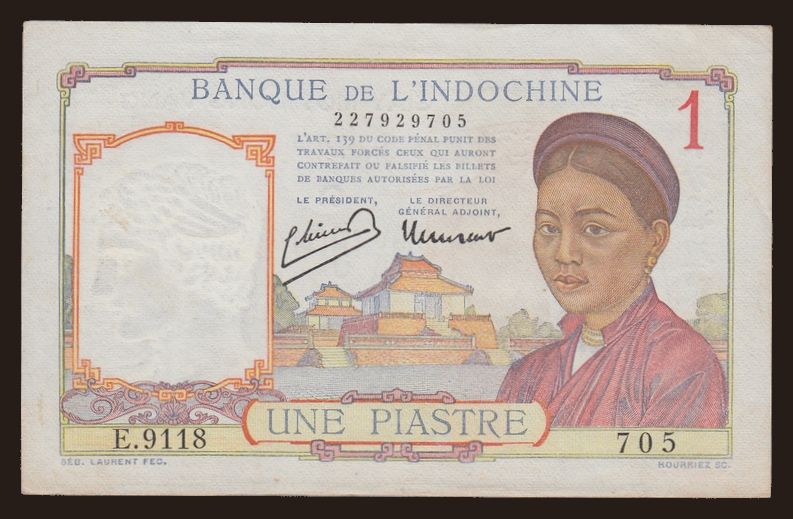 BANQUE DE L'INDOCHINE
1
227929705
L'ART. 139 DU CODE PÉNAL PUNIT DES
TRAVAUX FORCÉS CEUX QUI AURONT
CONTREFAIT OU FALSIFIÉ LES BILLETS
DE BANQUES AUTORISÉES PAR LA LOI
LE PRÉSIDENT,
LE DIRECTEUR
GÉNÉRAL ADJOINT,
UNE PIASTRE
E.9118
705
SÉB. LAURENT FEC.
HOURRIEZ SC.